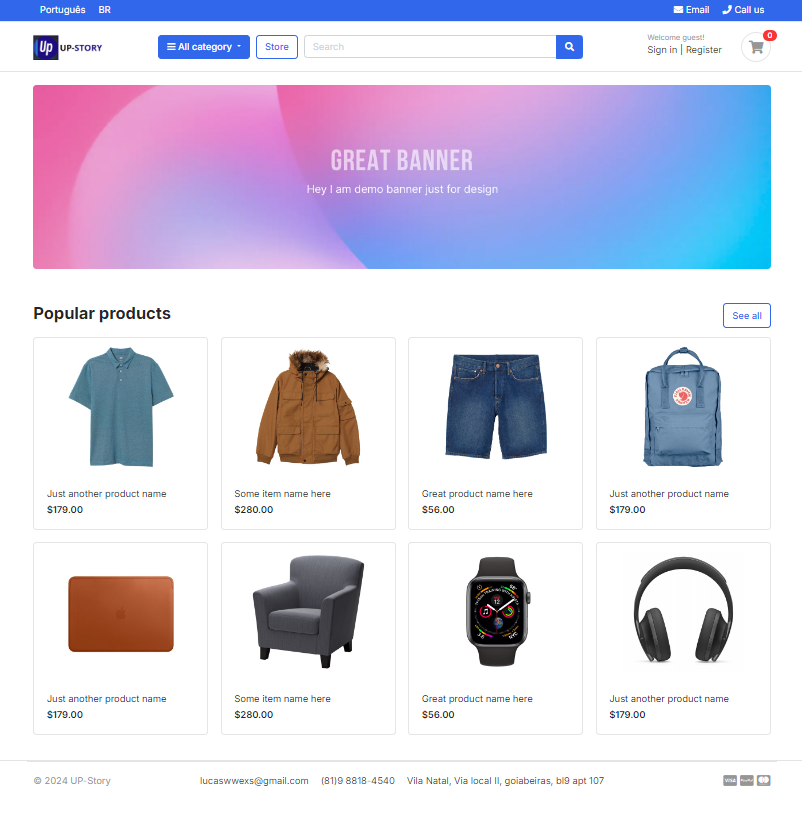 Português BR Email Call us
Welcome guest!
Up UP-STORY All category Store Search Sign in | Register 0
GREAT BANNER
Hey I am demo banner just for design
Popular products See all
Just another product name Some item name here Great product name here Just another product name
$179.00 $280.00 $56.00 $179.00
Just another product name Some item name here Great product name here Just another product name
$179.00 $280.00 $56.00 $179.00
© 2024 UP-Story lucaswwexs@gmail.com (81)9 8818-4540 Vila Natal, Via local II, goiabeiras, bl9 apt 107 VISA PayPal